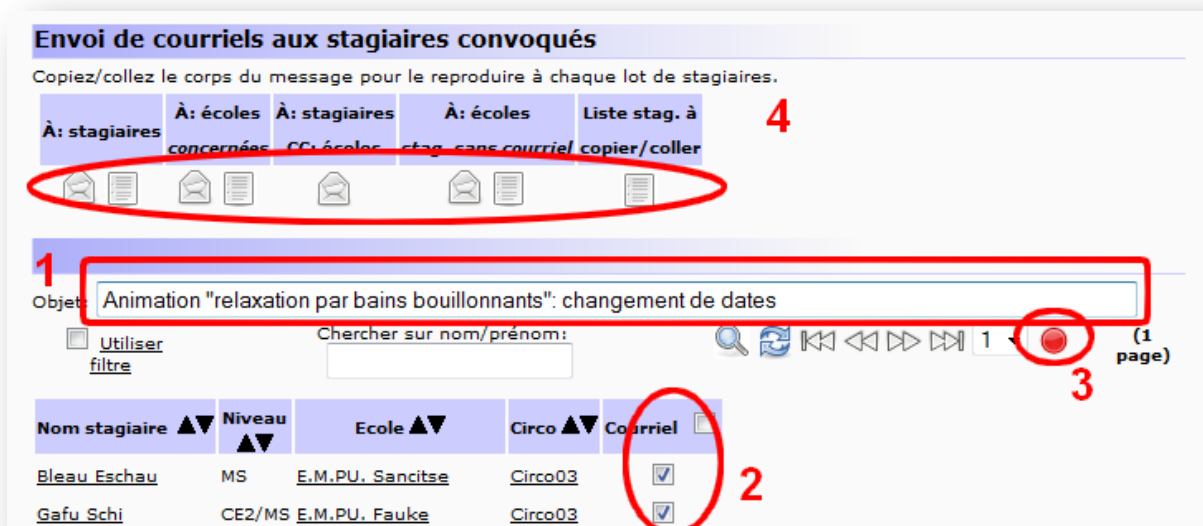 Envoi de courriels aux stagiaires convoqués
Copiez/collez le corps du message pour le reproduire à chaque lot de stagiaires.
À: stagiaires À: écoles concernées À: stagiaires CC: écoles À: écoles stag. sans courriel Liste stag. à copier/coller
4
1
Objet: Animation "relaxation par bains bouillonnants": changement de dates
Utiliser filtre Chercher sur nom/prénom: 1 (1 page)
3
Nom stagiaire ▲▼ Niveau ▲▼ Ecole ▲▼ Circo ▲▼ Courriel
Bleau Eschau MS E.M.PU. Sancitse Circo03
2
Gafu Schi CE2/MS E.M.PU. Fauke Circo03